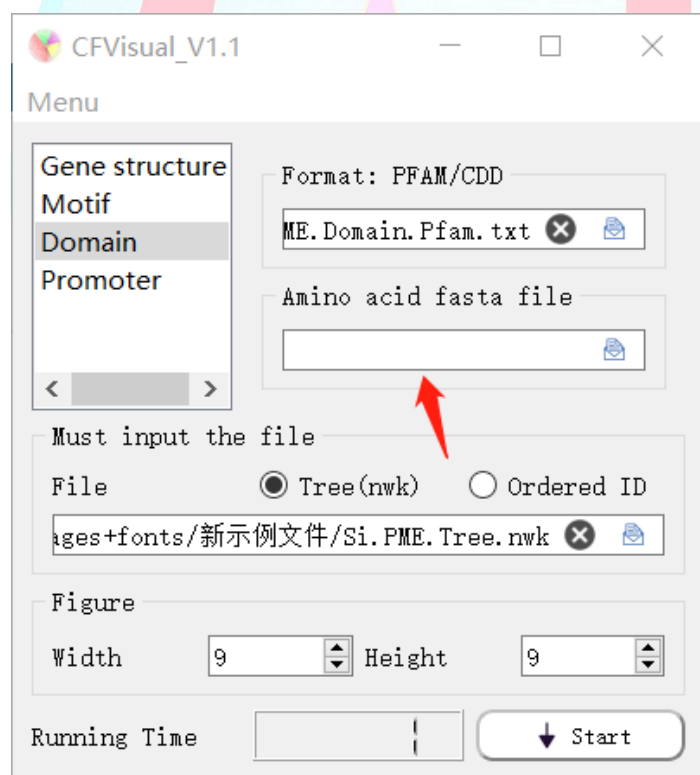 CFVisual_V1.1
Menu
Gene structure
Motif
Domain
Promoter
Format: PFAM/CDD
ME.Domain.Pfam.txt
Amino acid fasta file
Must input the file
File Tree(nwk) Ordered ID
ages+fonts/新示例文件/Si.PME.Tree.nwk
Figure
Width 9 Height 9
Running Time Start